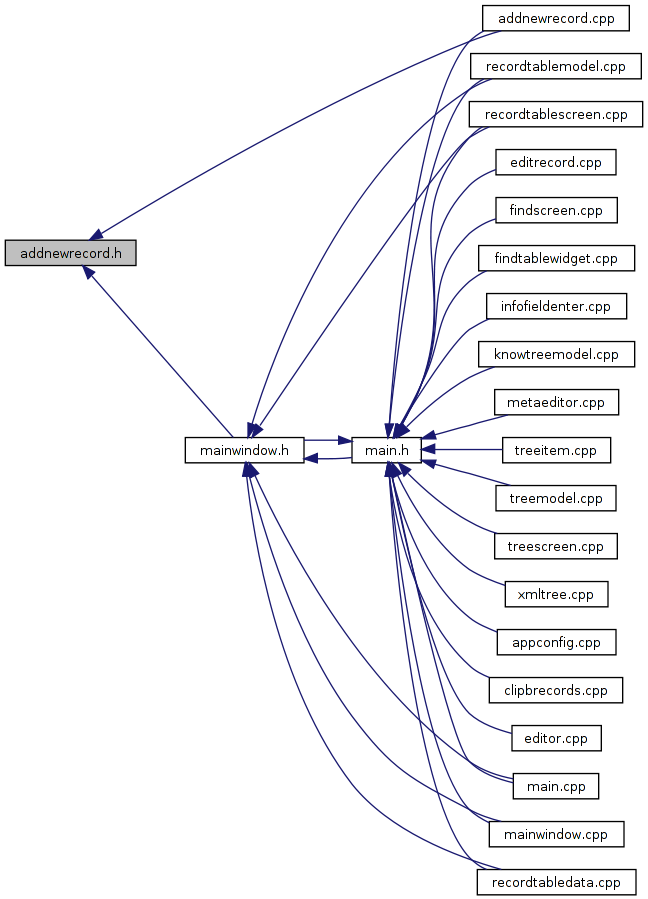 addnewrecord.cpp
recordtablemodel.cpp
recordtablescreen.cpp
editrecord.cpp
findscreen.cpp
addnewrecord.h
findtablewidget.cpp
infofieldenter.cpp
knowtreemodel.cpp
metaeditor.cpp
mainwindow.h
main.h
treeitem.cpp
treemodel.cpp
treescreen.cpp
xmltree.cpp
appconfig.cpp
clipbrecords.cpp
editor.cpp
main.cpp
mainwindow.cpp
recordtabledata.cpp